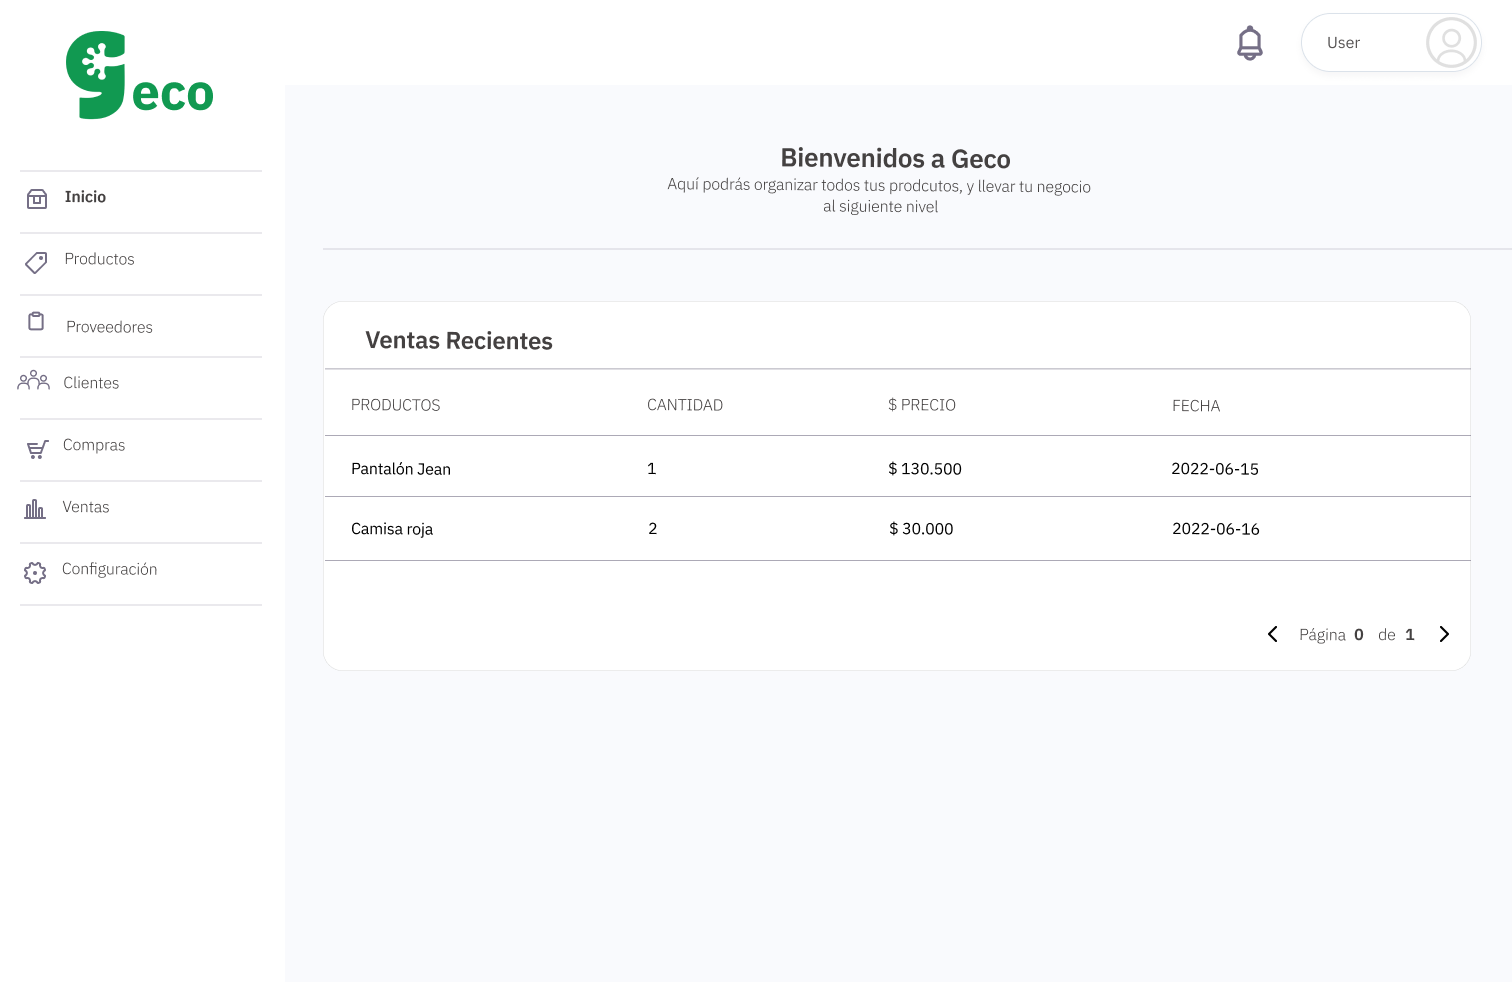 Geco
User
Bienvenidos a Geco
Aquí podrás organizar todos tus prodcutos, y llevar tu negocio
al siguiente nivel
Inicio
Productos
Proveedores
Clientes
Compras
Ventas
Configuración
Ventas Recientes
PRODUCTOS CANTIDAD $ PRECIO FECHA
Pantalón Jean 1 $ 130.500 2022-06-15
Camisa roja 2 $ 30.000 2022-06-16
Página 0 de 1